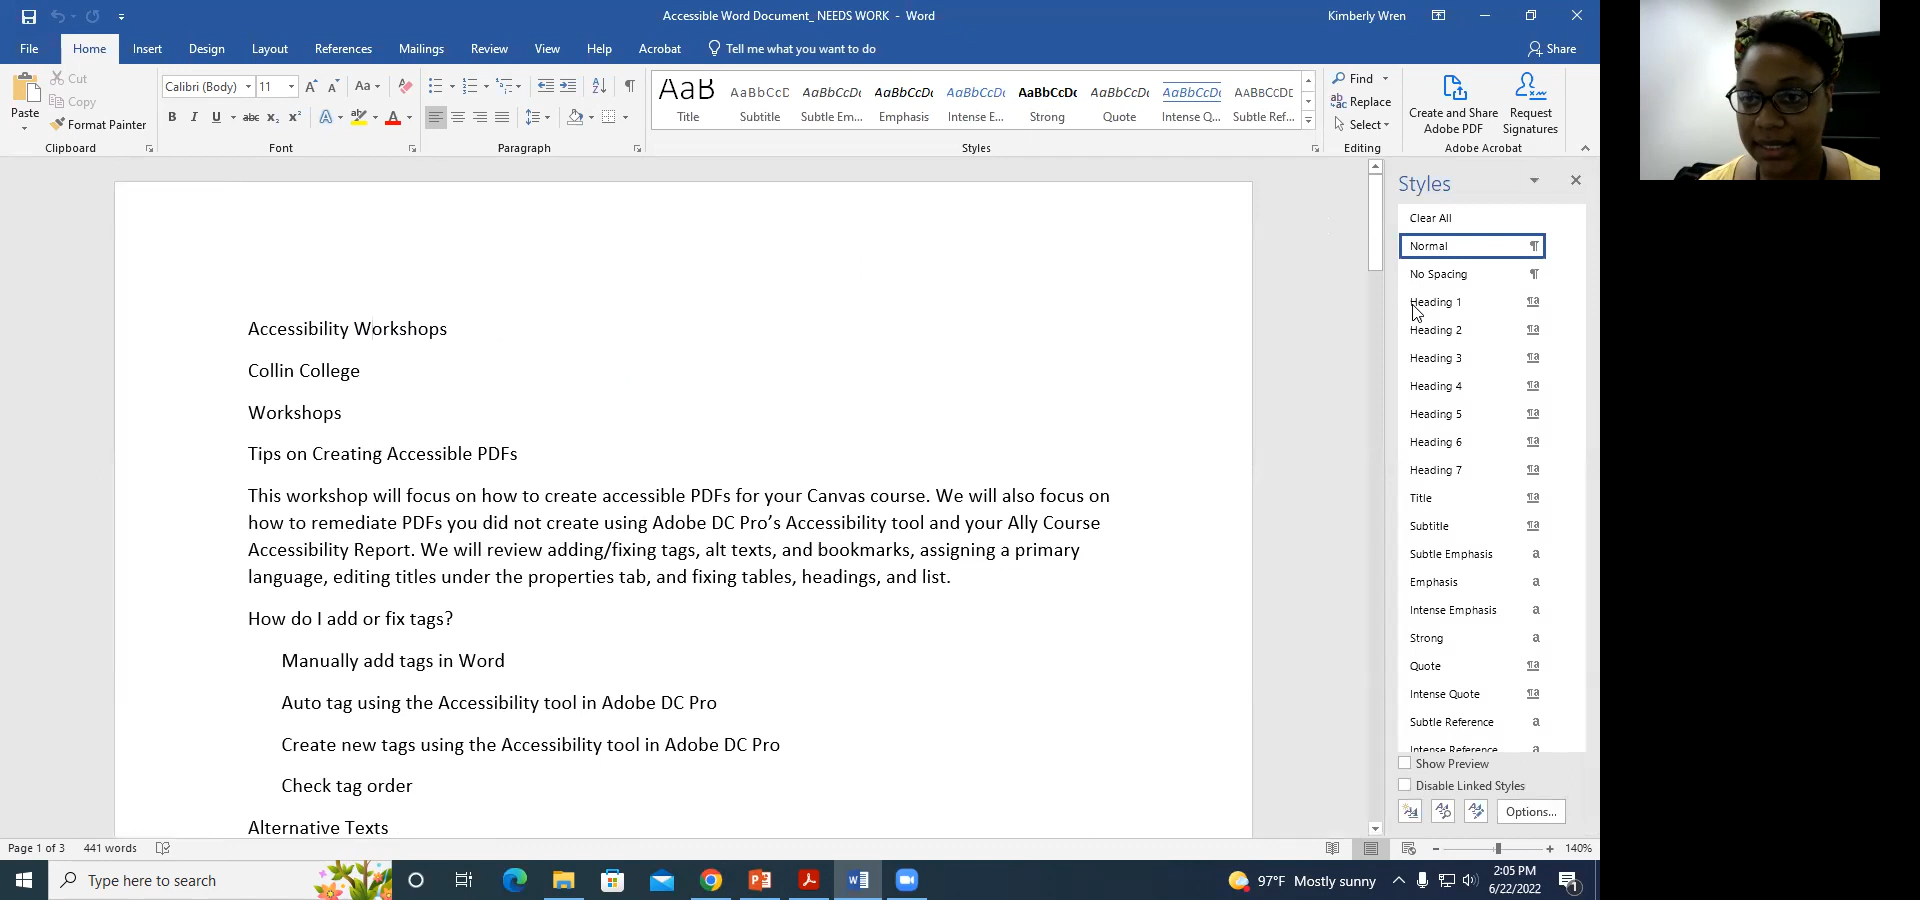 Accessible Word Document_ NEEDS WORK - Word
Kimberly Wren
File Home Insert Design Layout References Mailings Review View Help Acrobat Tell me what you want to do
Share
Paste
Cut
Copy
Format Painter
Clipboard
Calibri (Body) 11
Font
Paragraph
AaB AaBbCcD AaBbCcDc AaBbCcDc AaBbCcDc AaBbCcDc AaBbCcDc AaBbCcDc AABBCCDE
Title Subtitle Subtle Em... Emphasis Intense E... Strong Quote Intense Q... Subtle Ref...
Styles
Find
Replace
Select
Editing
Create and Share
Adobe PDF
Request
Signatures
Adobe Acrobat
Accessibility Workshops
Collin College
Workshops
Tips on Creating Accessible PDFs
This workshop will focus on how to create accessible PDFs for your Canvas course. We will also focus on
how to remediate PDFs you did not create using Adobe DC Pro’s Accessibility tool and your Ally Course
Accessibility Report. We will review adding/fixing tags, alt texts, and bookmarks, assigning a primary
language, editing titles under the properties tab, and fixing tables, headings, and list.
How do I add or fix tags?
Manually add tags in Word
Auto tag using the Accessibility tool in Adobe DC Pro
Create new tags using the Accessibility tool in Adobe DC Pro
Check tag order
Alternative Texts
Styles
Clear All
Normal
No Spacing
Heading 1
Heading 2
Heading 3
Heading 4
Heading 5
Heading 6
Heading 7
Title
Subtitle
Subtle Emphasis
Emphasis
Intense Emphasis
Strong
Quote
Intense Quote
Subtle Reference
Intense Reference
Show Preview
Disable Linked Styles
Options...
Page 1 of 3 441 words
140%
Type here to search
97°F Mostly sunny
2:05 PM
6/22/2022
1